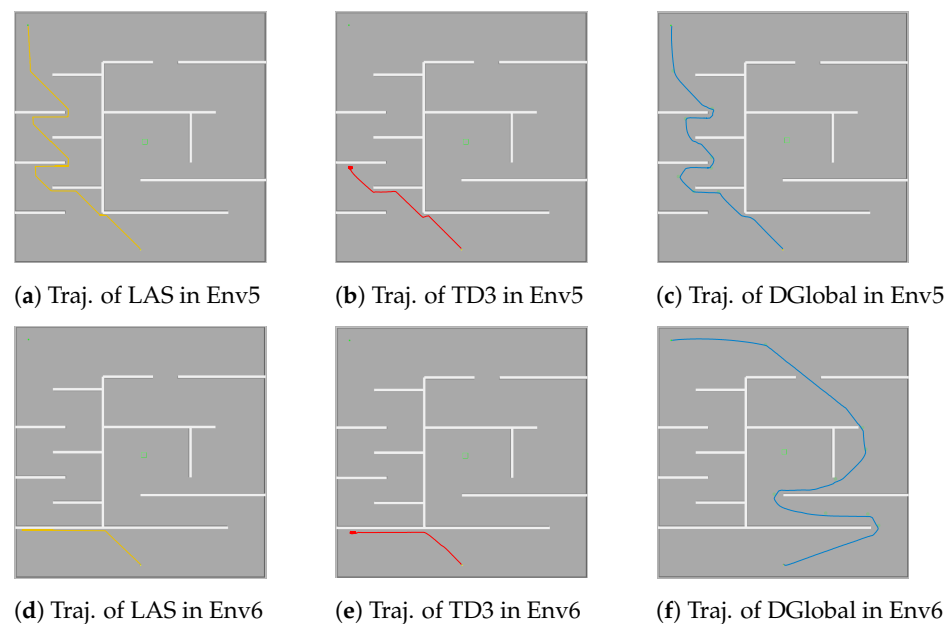 (a) Traj. of LAS in Env5
(b) Traj. of TD3 in Env5
(c) Traj. of DGlobal in Env5
(d) Traj. of LAS in Env6
(e) Traj. of TD3 in Env6
(f) Traj. of DGlobal in Env6